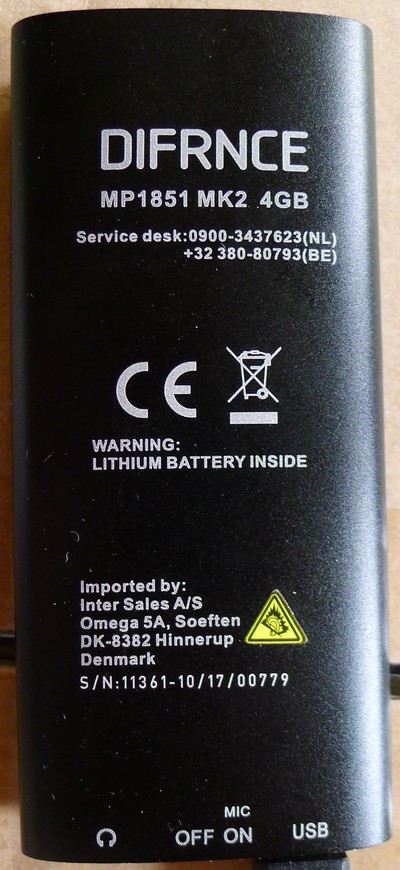 DIFRNCE
MP1851 MK2 4GB
Service desk:0900-3437623(NL)
+32 380-80793(BE)
CE
WARNING:
LITHIUM BATTERY INSIDE
Imported by:
Inter Sales A/S
Omega 5A, Soeften
DK-8382 Hinnerup
Denmark
S/N:11361-10/17/00779
MIC
OFF ON USB